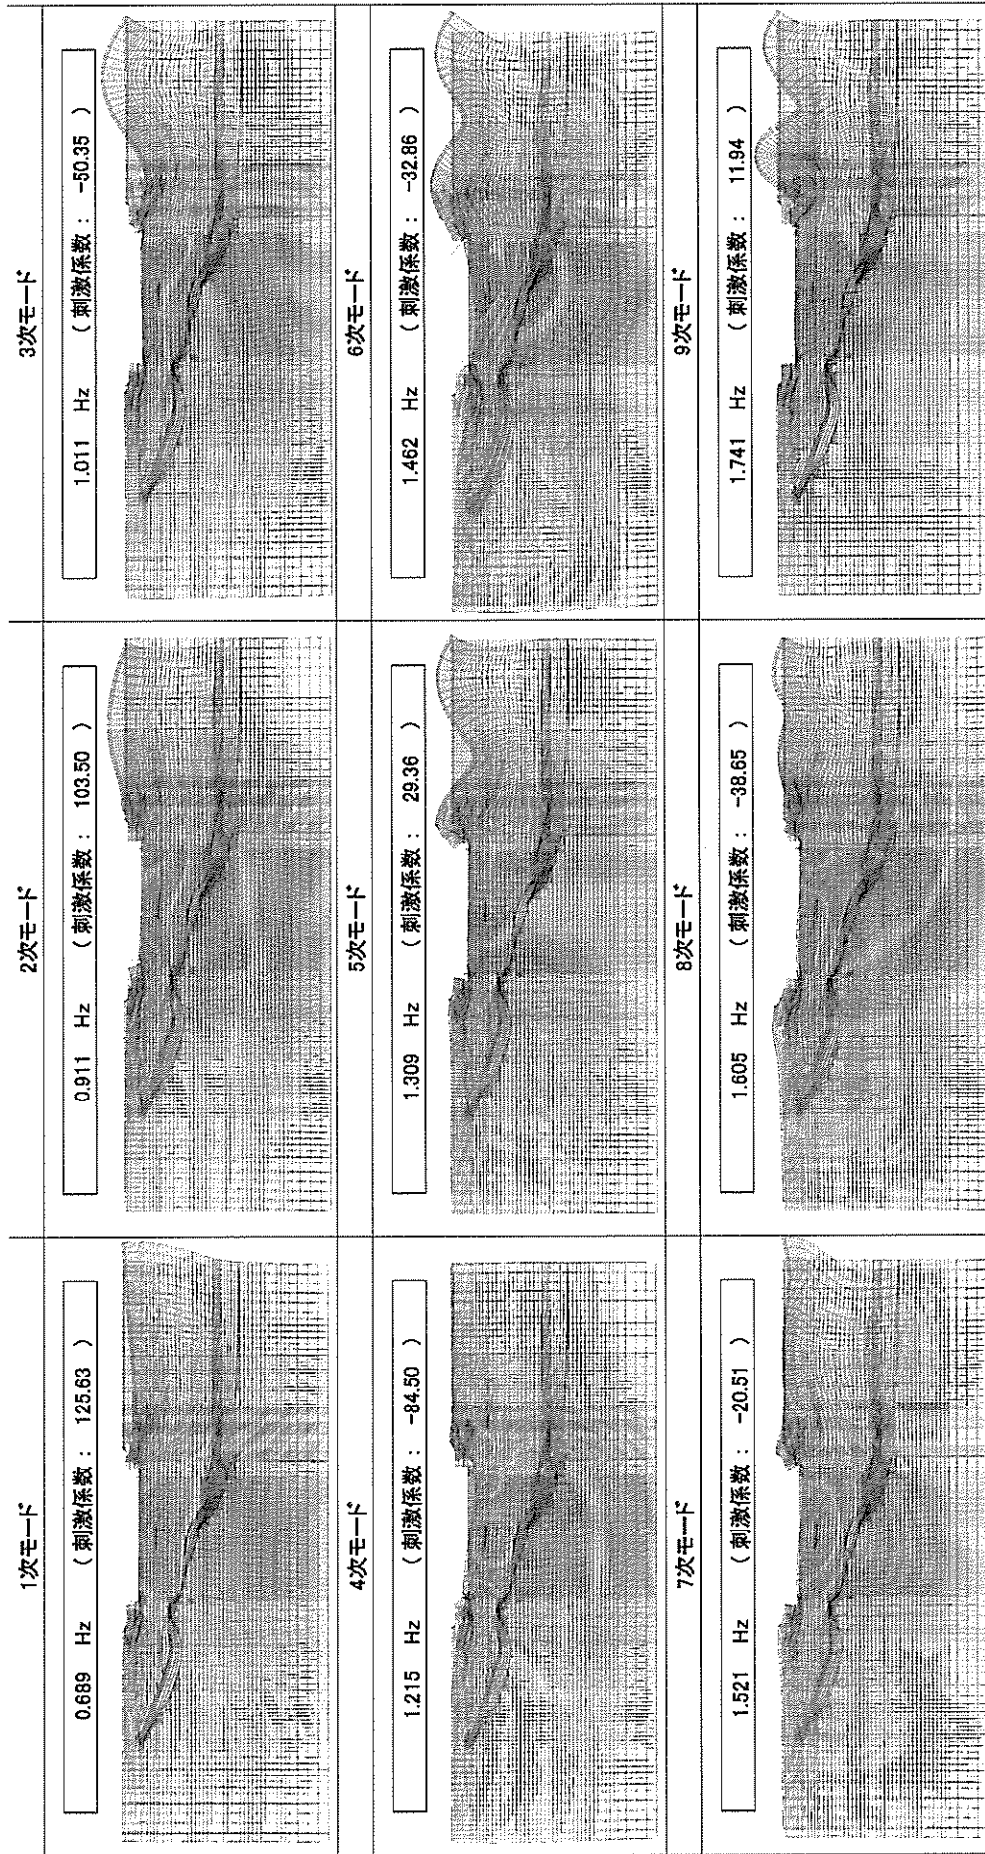 1次モード
0.689 Hz (刺激係数: 125.63 )
2次モード
0.911 Hz (刺激係数: 103.50 )
3次モード
1.011 Hz (刺激係数: -50.35 )
4次モード
1.215 Hz (刺激係数: -84.50 )
5次モード
1.309 Hz (刺激係数: 29.36 )
6次モード
1.462 Hz (刺激係数: -32.86 )
7次モード
1.521 Hz (刺激係数: -20.51 )
8次モード
1.605 Hz (刺激係数: -38.65 )
9次モード
1.741 Hz (刺激係数: 11.94 )